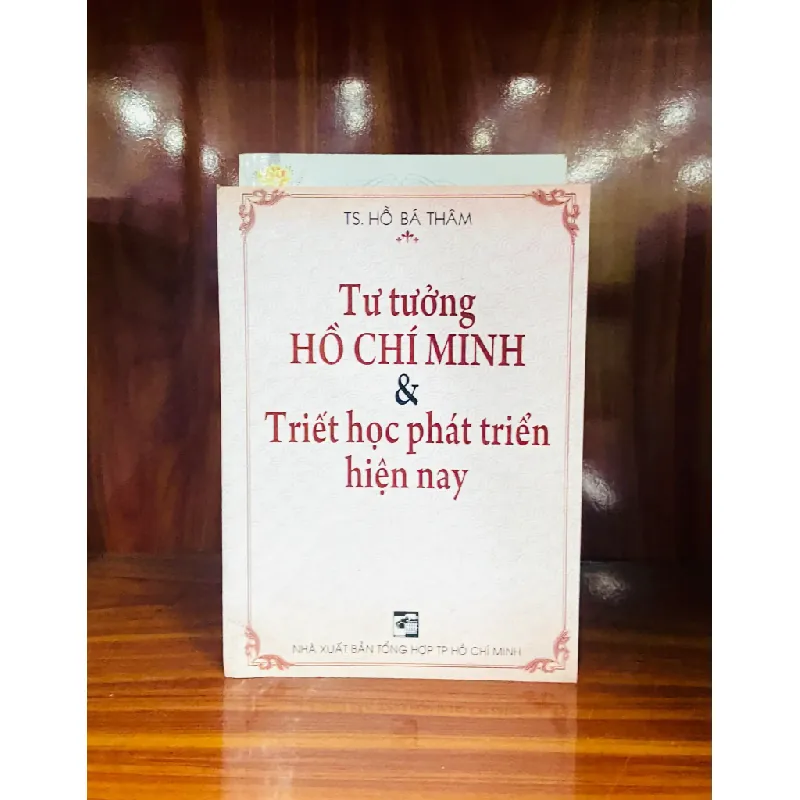 TS. HỒ BÁ THÂM
Tư tưởng
HỒ CHÍ MINH
&
Triết học phát triển
hiện nay
NHÀ XUẤT BẢN TỔNG HỢP TP HỒ CHÍ MINH